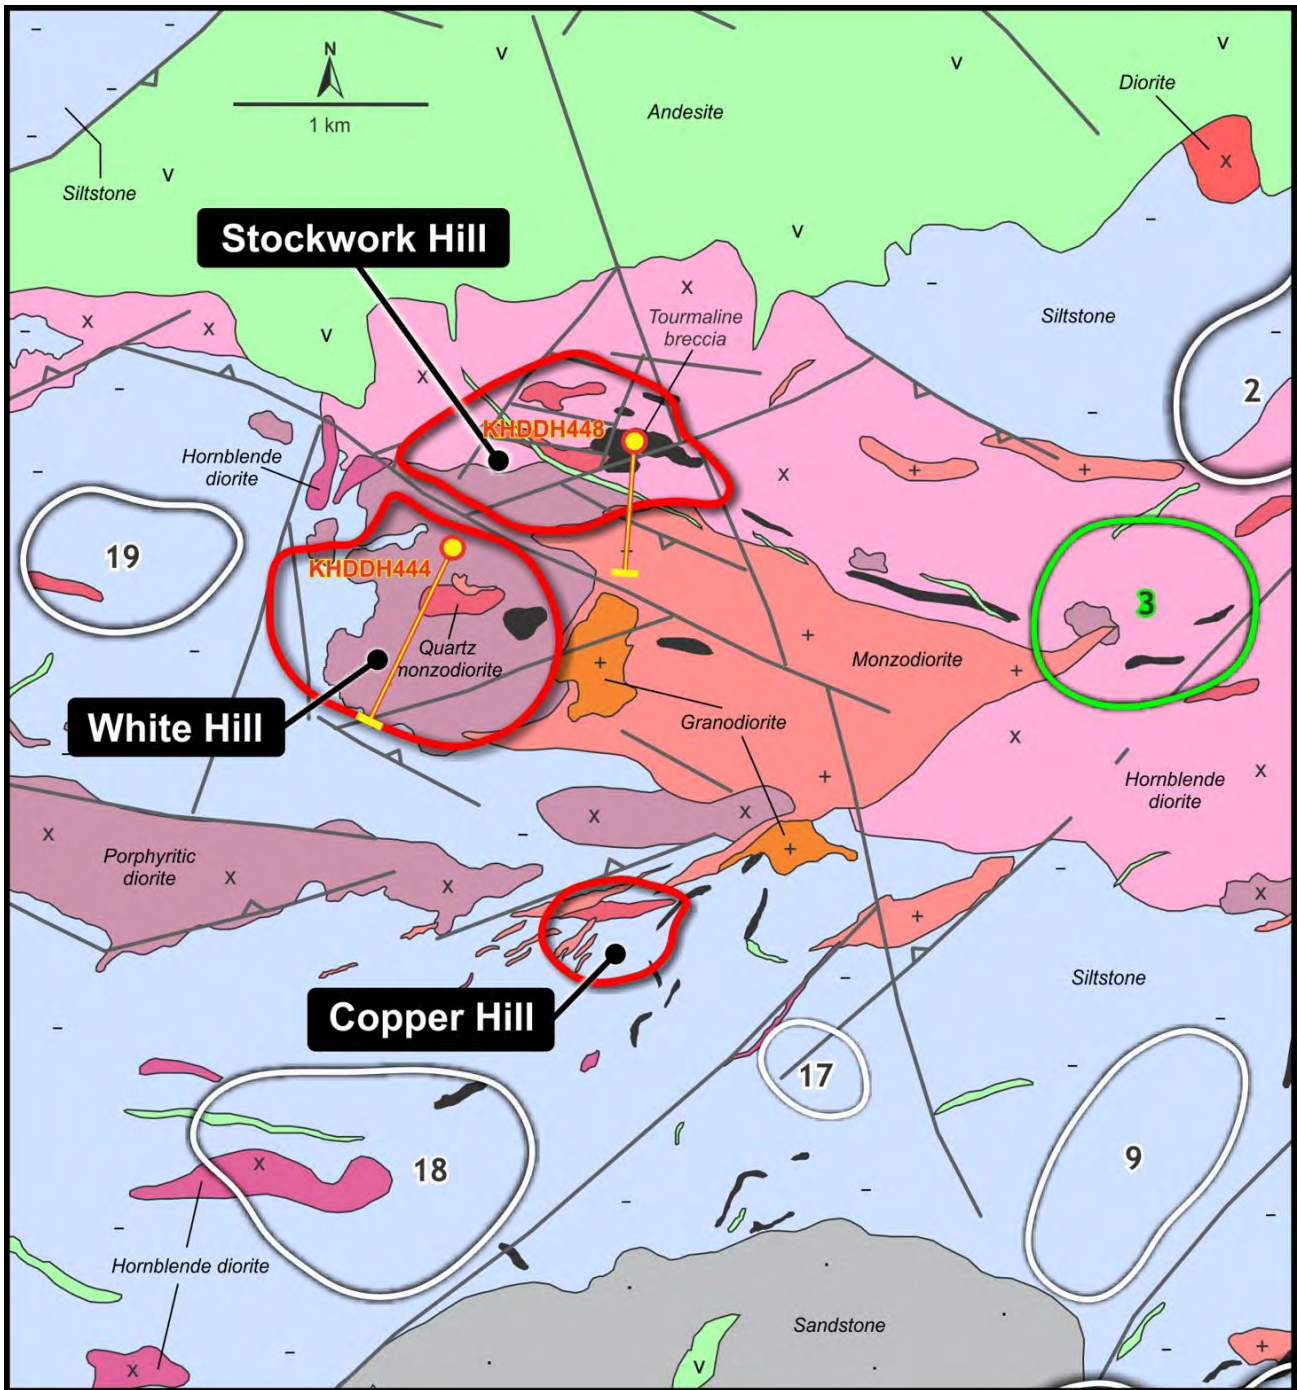 N
1 km
Andesite
Diorite
Siltstone
Stockwork Hill
Siltstone
Tourmaline
breccia
2
KHDDH448
Hornblende
diorite
19
KHDDH444
3
Quartz
monzodiorite
Monzodiorite
White Hill
Granodiorite
Hornblende
diorite
Porphyritic
diorite
Siltstone
Copper Hill
17
18
9
Hornblende diorite
Sandstone